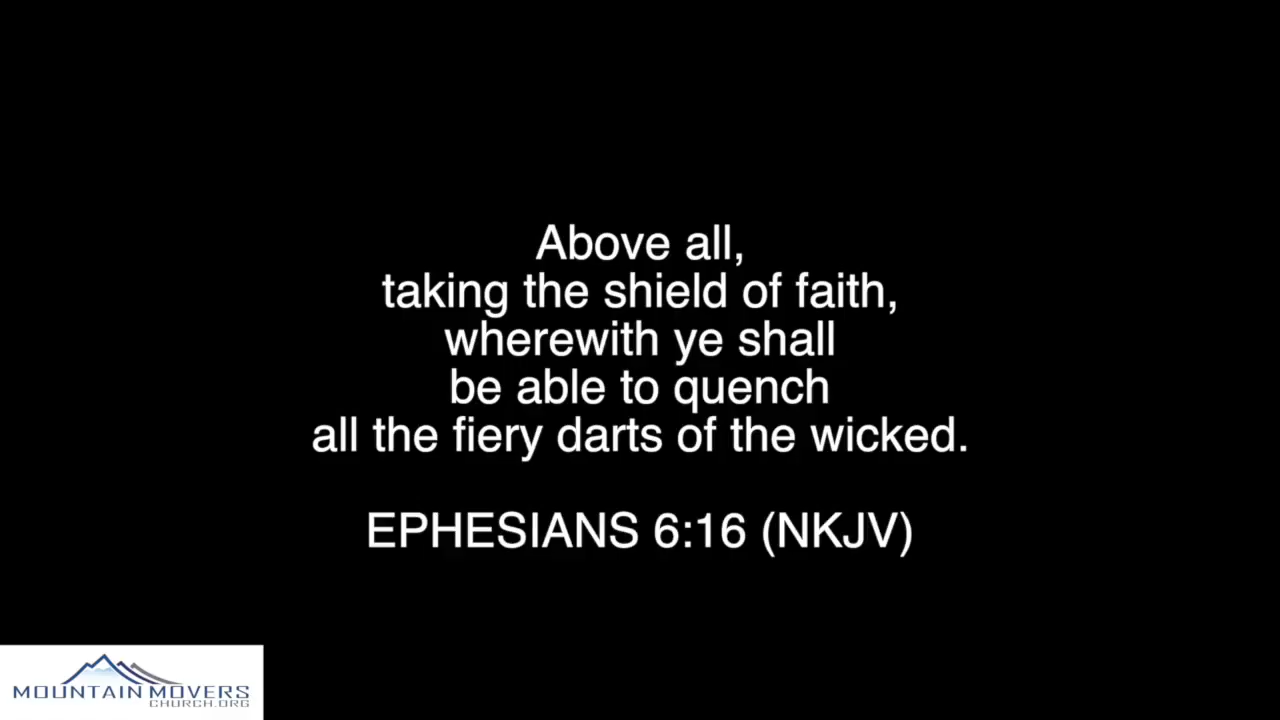 Above all,
taking the shield of faith,
wherewith ye shall
be able to quench
all the fiery darts of the wicked.
EPHESIANS 6:16 (NKJV)
MOUNTAIN MOVERS
CHURCH.ORG